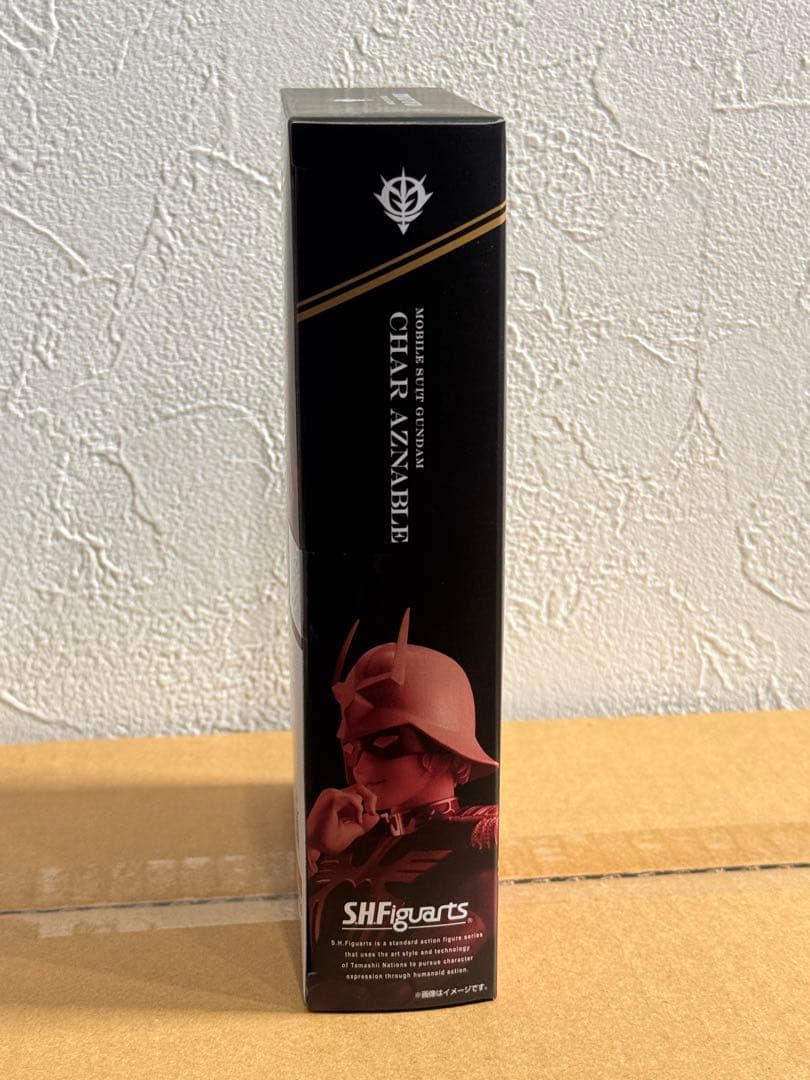 MOBILE SUIT GUNDAM
CHAR AZNABLE
S.H.Figuarts®
S.H.Figuarts is a standard action figure series
that uses the art style and technology
of Tamashii Nations to pursue character
expression through humanoid action.
※画像はイメージです。